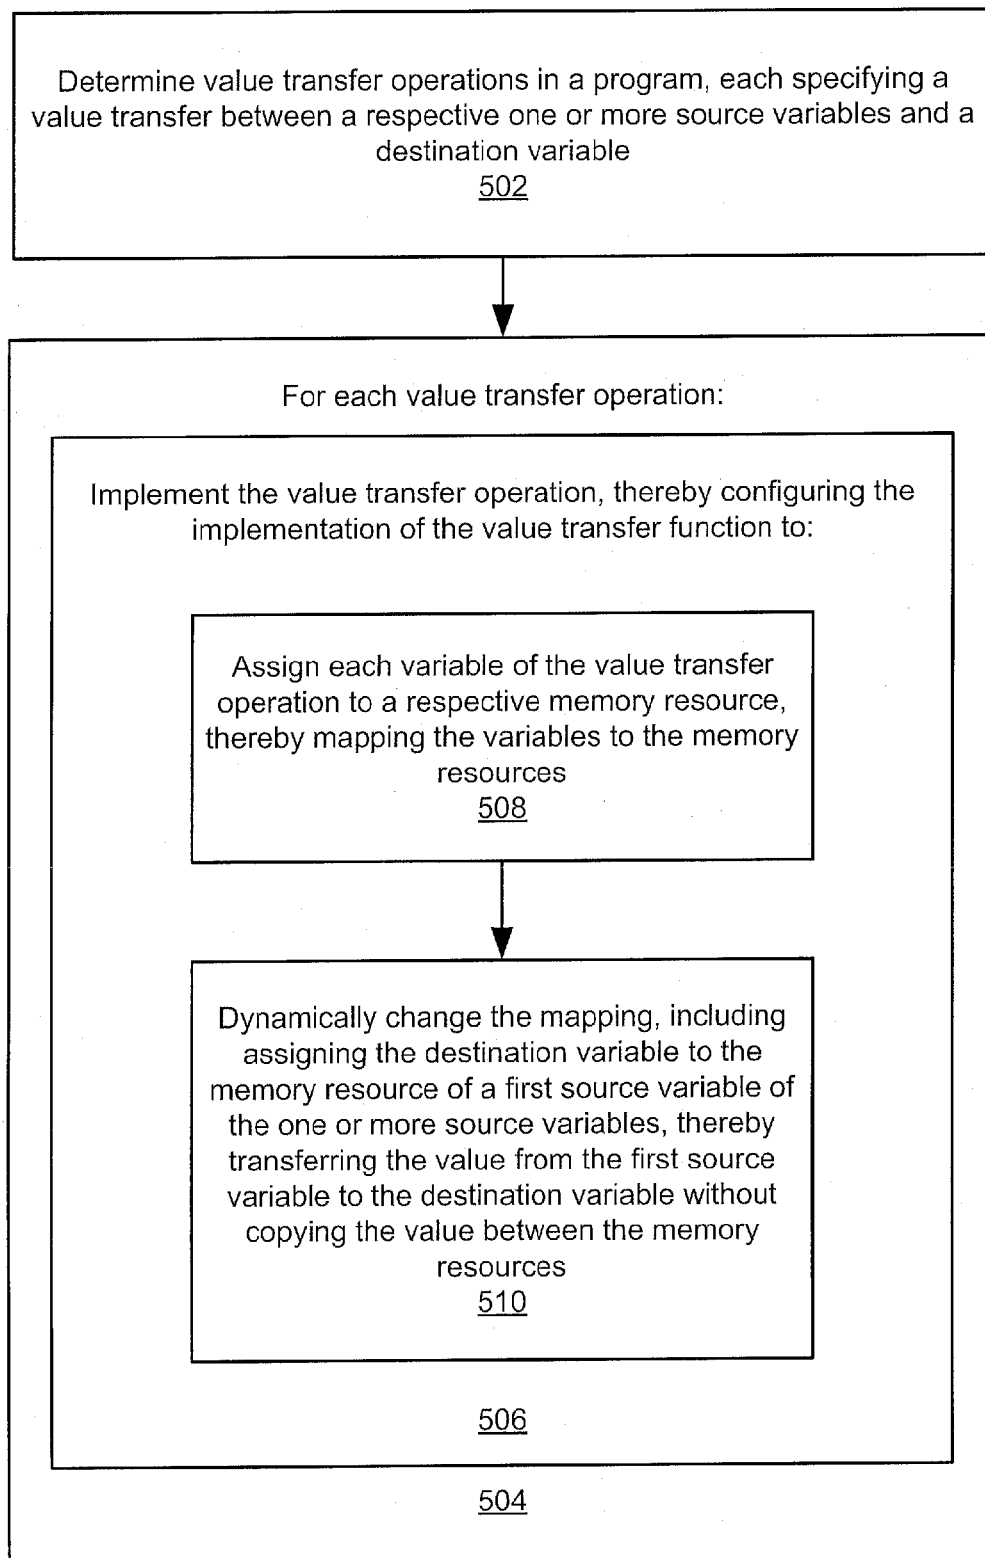 Determine value transfer operations in a program, each specifying a
value transfer between a respective one or more source variables and a
destination variable
502
For each value transfer operation:
Implement the value transfer operation, thereby configuring the
implementation of the value transfer function to:
Assign each variable of the value transfer
operation to a respective memory resource,
thereby mapping the variables to the memory
resources
508
Dynamically change the mapping, including
assigning the destination variable to the
memory resource of a first source variable of
the one or more source variables, thereby
transferring the value from the first source
variable to the destination variable without
copying the value between the memory
resources
510
506
504